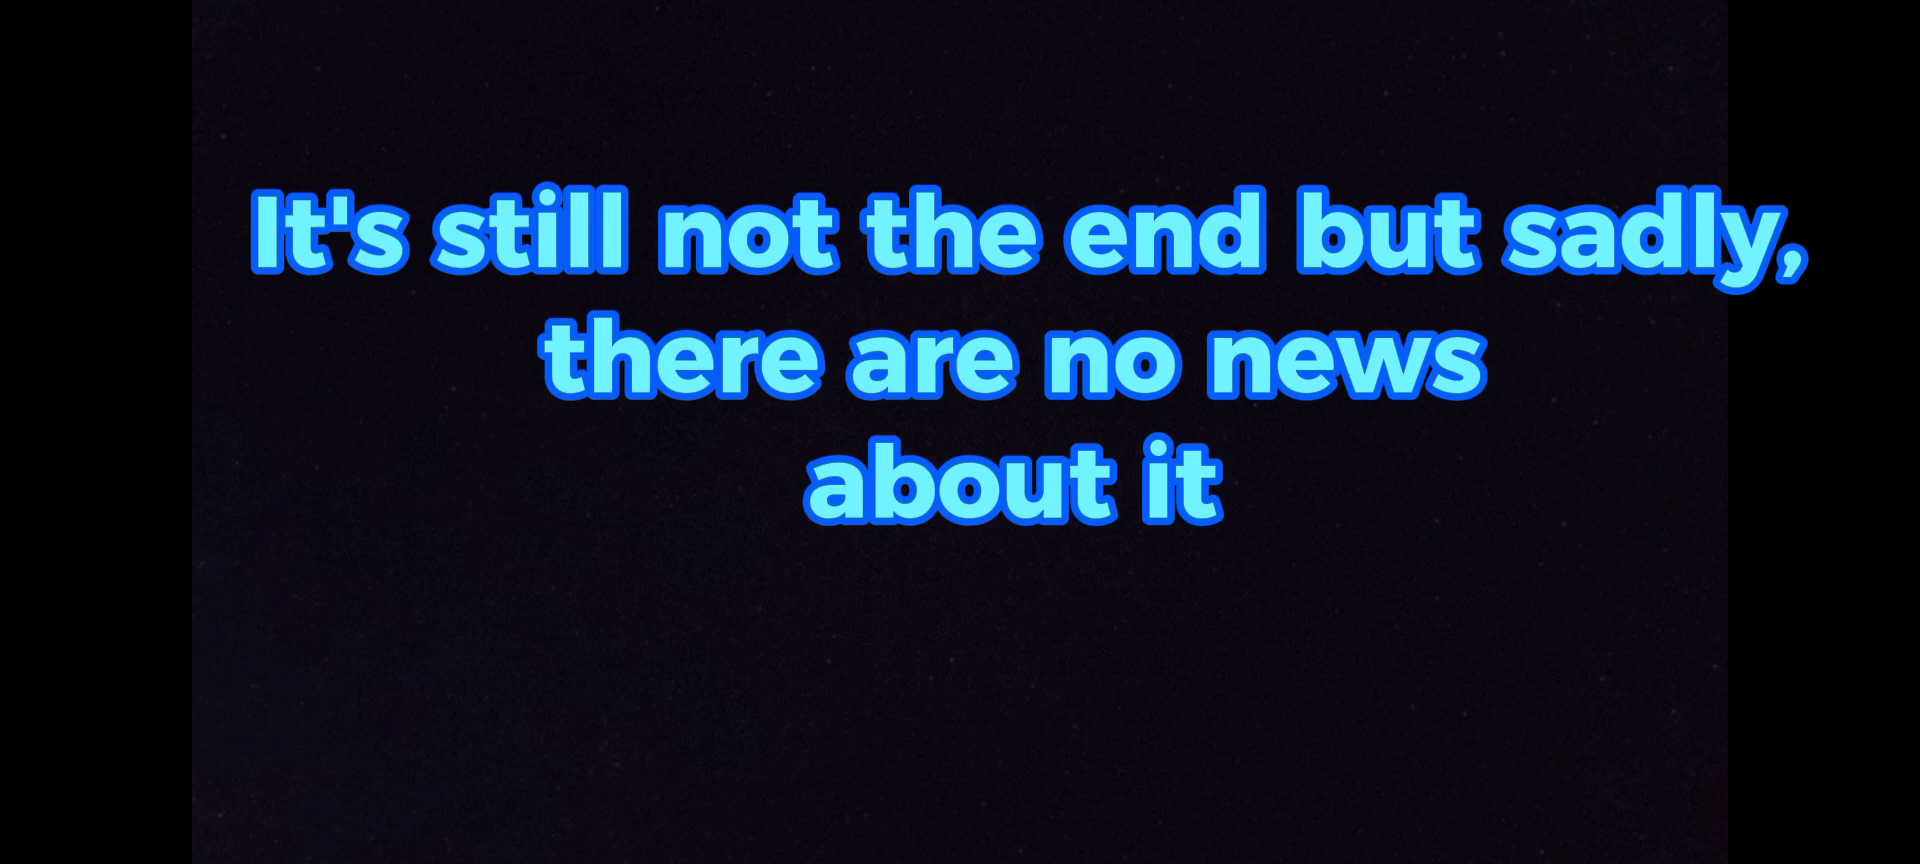 It's still not the end but sadly,
there are no news
about it